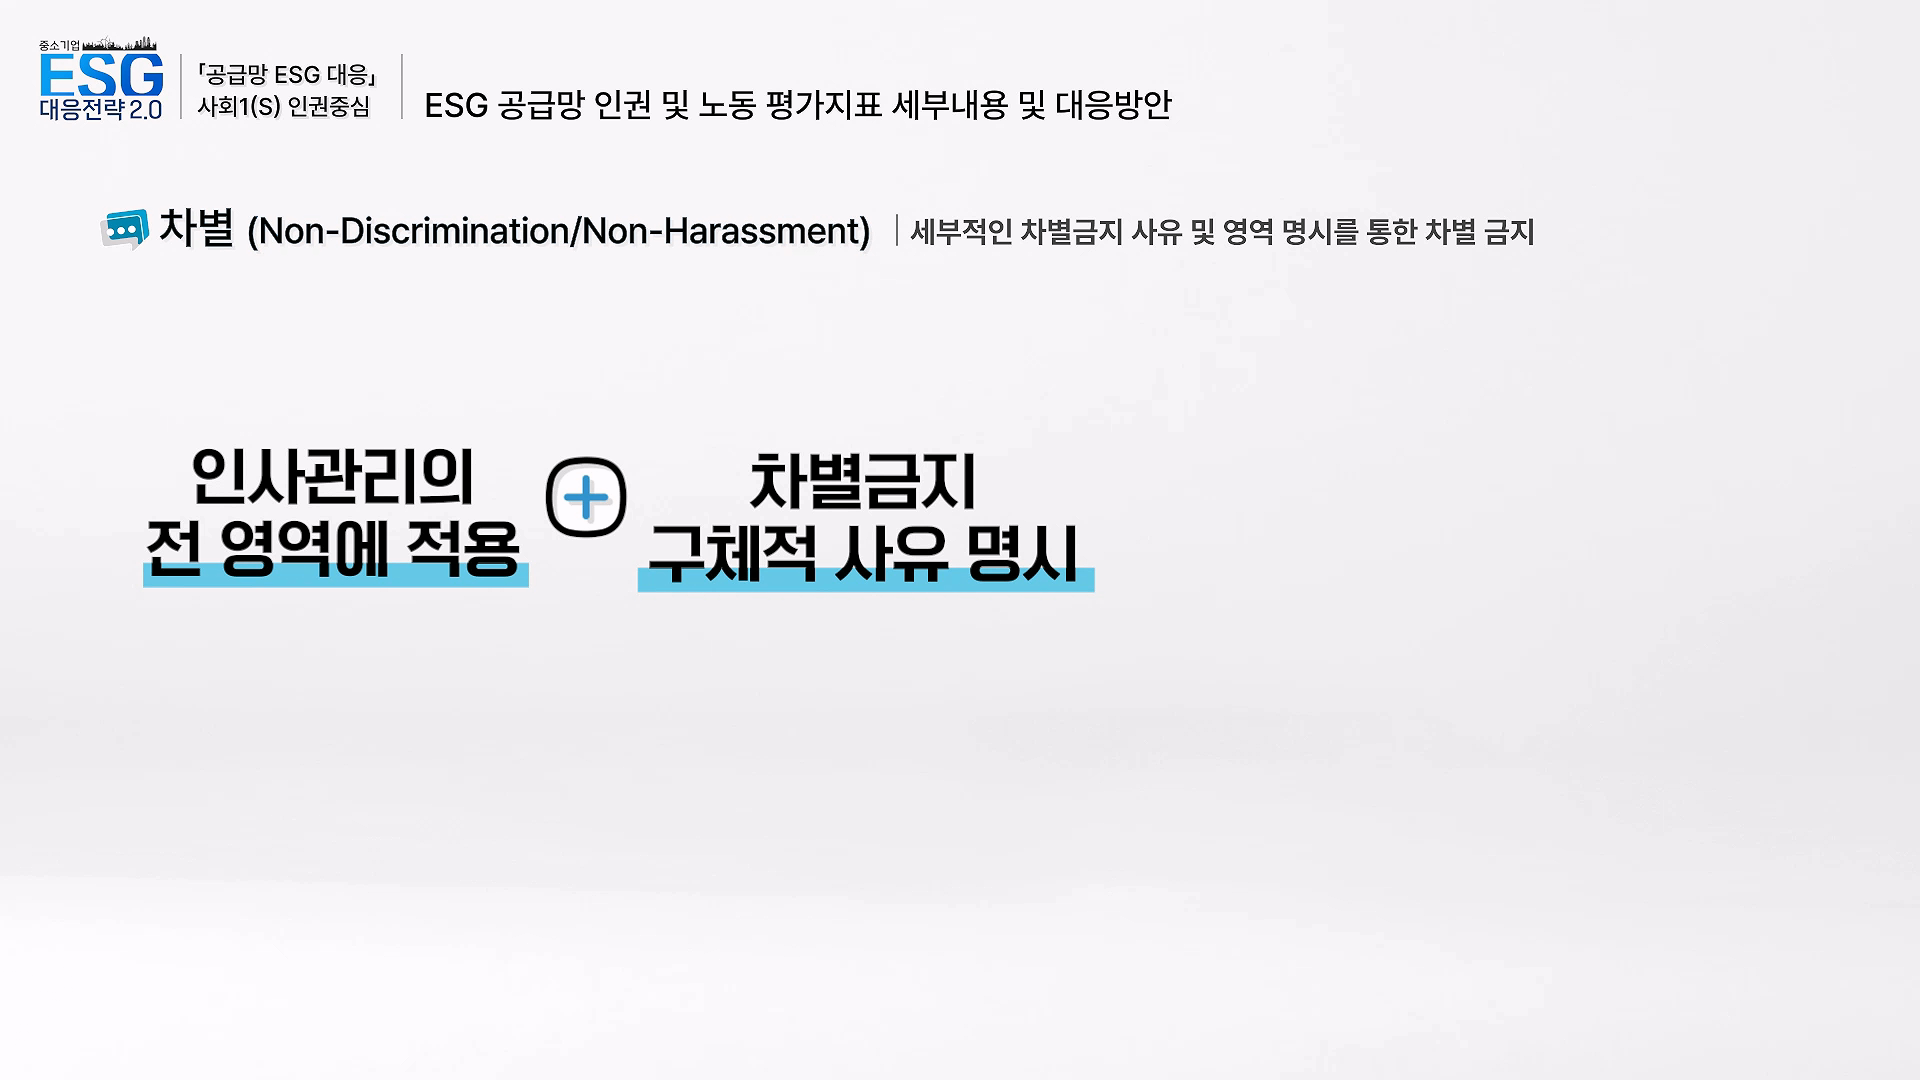 중소기업
ESG
대응전략 2.0
「공급망 ESG 대응」
사회1(S) 인권중심
ESG 공급망 인권 및 노동 평가지표 세부내용 및 대응방안
차별 (Non-Discrimination/Non-Harassment)
세부적인 차별금지 사유 및 영역 명시를 통한 차별 금지
인사관리의
전 영역에 적용
차별금지
구체적 사유 명시